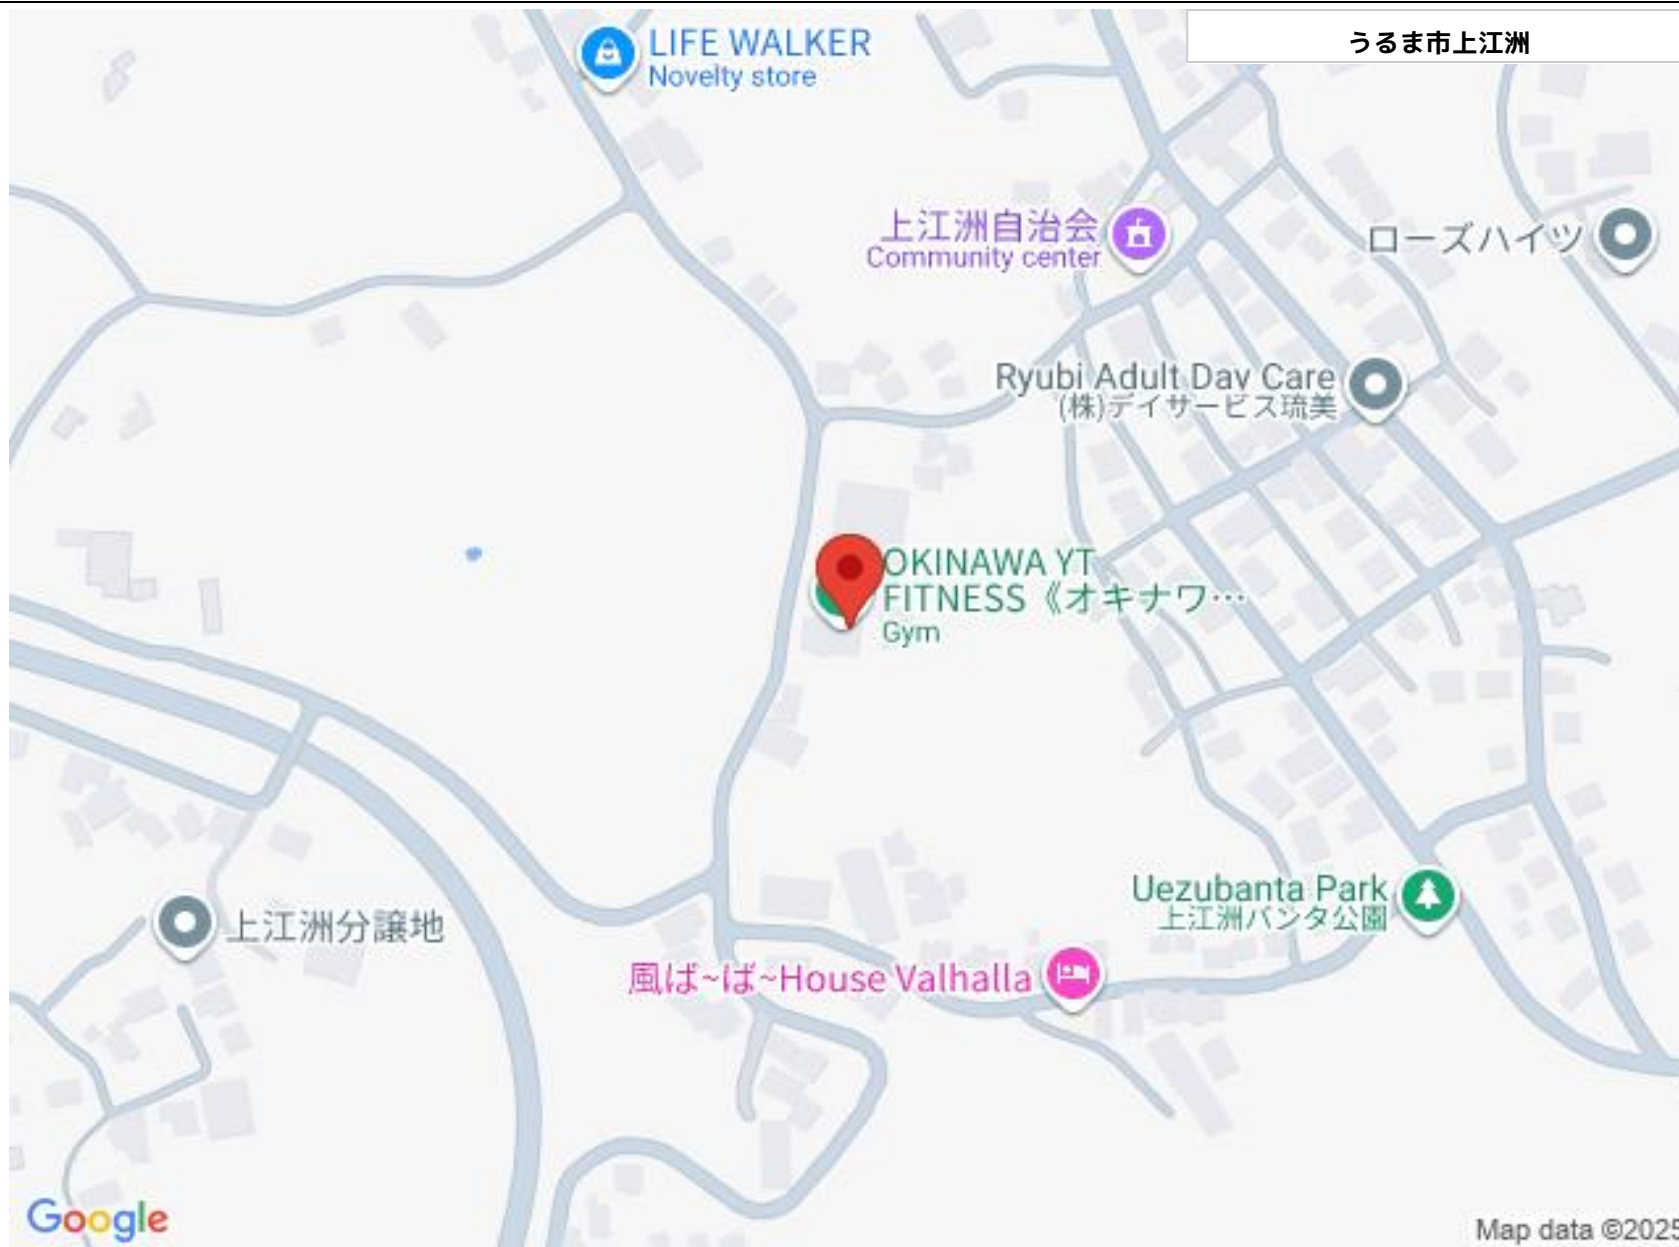 うるま市上江洲
LIFE WALKER
Novelty store
上江洲自治会
Community center
ローズハイツ
Ryubi Adult Day Care
(株)デイサービス琉美
OKINAWA YT
FITNESS《オキナワ…
Gym
Uezubanta Park
上江洲バンタ公園
上江洲分譲地
風ば~ば~House Valhalla
Google
Map data ©2025